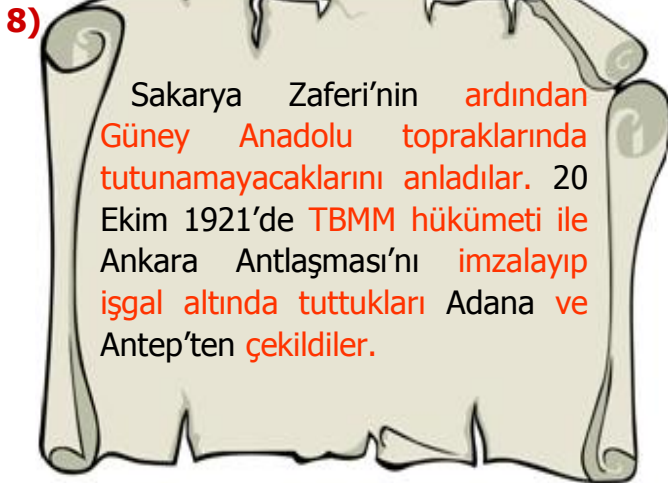 8)
Sakarya Zaferi’nin ardından
Güney Anadolu topraklarında
tutunamayacaklarını anladılar. 20
Ekim 1921’de TBMM hükümeti ile
Ankara Antlaşması’nı imzalayıp
işgal altında tuttukları Adana ve
Antep’ten çekildiler.